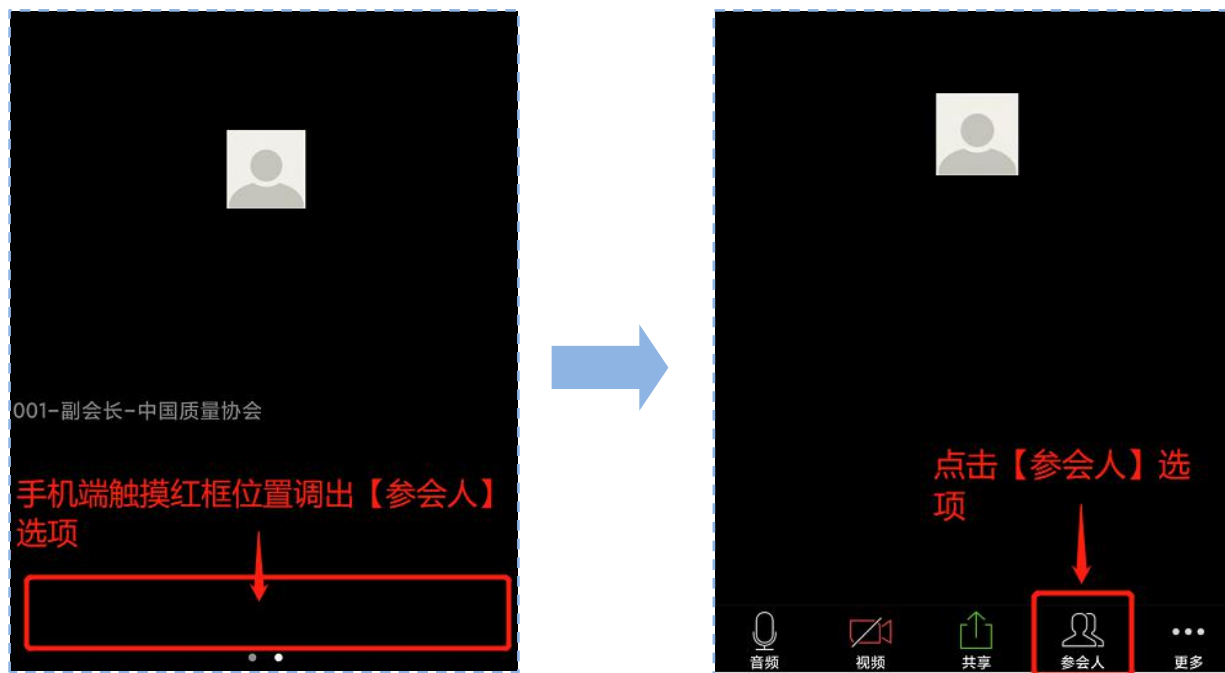 001-副会长-中国质量协会
手机端触摸红框位置调出【参会人】
选项
点击【参会人】选
项
音频
视频
共享
参会人
更多